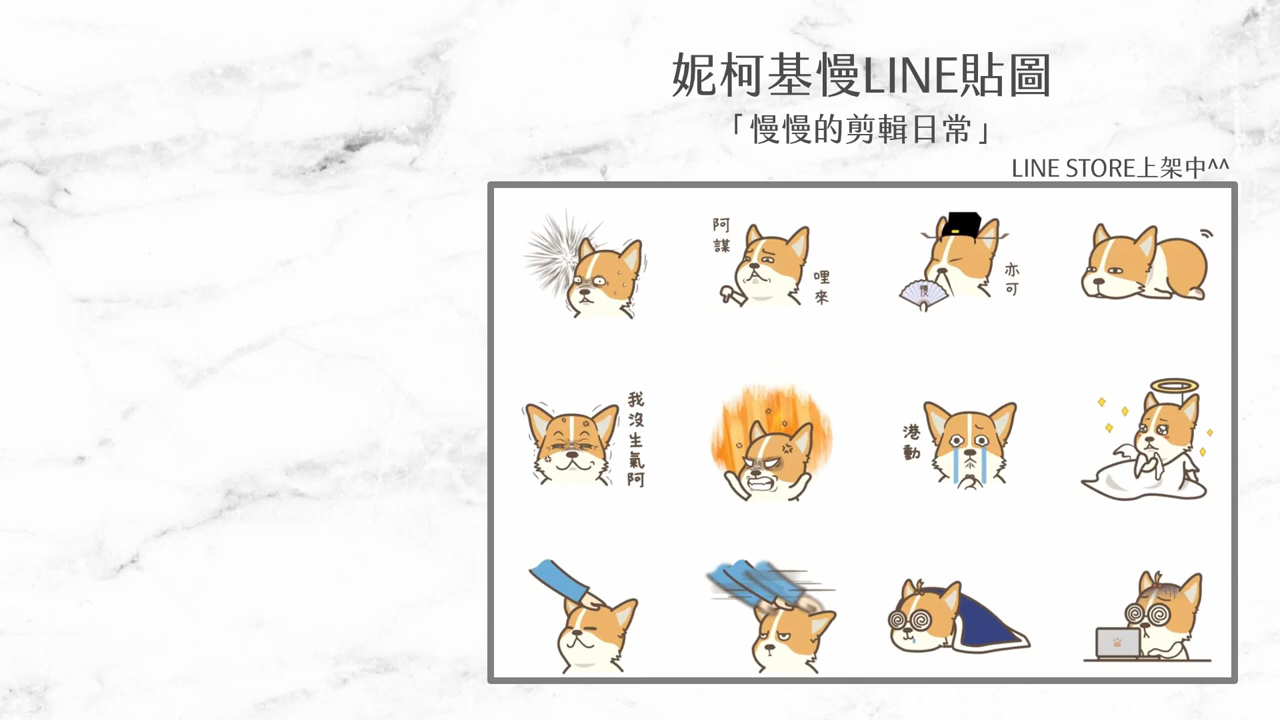 妮柯基慢LINE貼圖
「慢慢的剪輯日常」
LINE STORE上架中^^
阿謀
哩來
慢
亦可
我沒生氣阿
港動